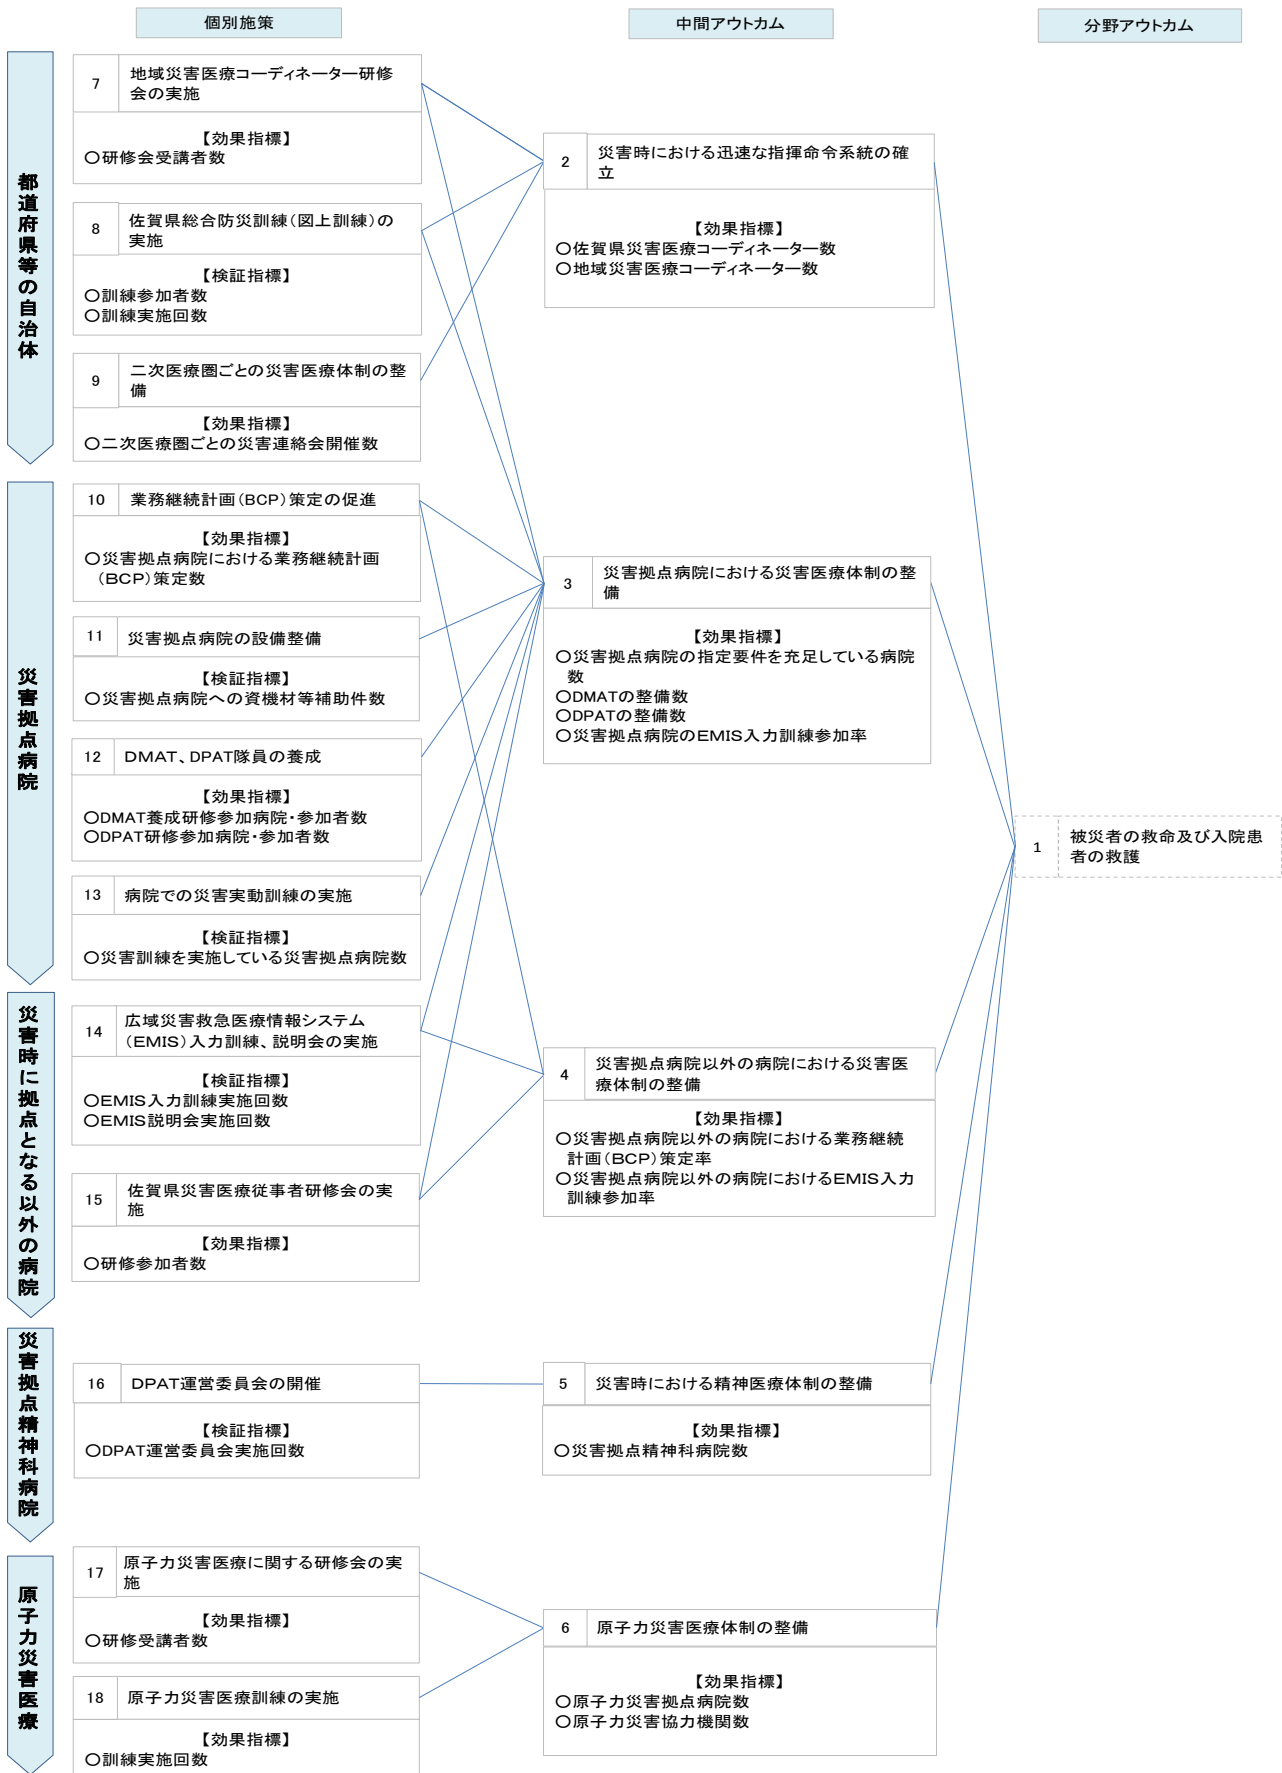 個別施策
中間アウトカム
分野アウトカム
都道府県等の自治体
7
地域災害医療コーディネーター研修
会の実施
【効果指標】
○研修会受講者数
8
佐賀県総合防災訓練(図上訓練)の
実施
【検証指標】
○訓練参加者数
○訓練実施回数
9
二次医療圏ごとの災害医療体制の整
備
【効果指標】
○二次医療圏ごとの災害連絡会開催数
2
災害時における迅速な指揮命令系統の確
立
【効果指標】
○佐賀県災害医療コーディネーター数
○地域災害医療コーディネーター数
災害拠点病院
10
業務継続計画(BCP)策定の促進
【効果指標】
○災害拠点病院における業務継続計画
(BCP)策定数
11
災害拠点病院の設備整備
【検証指標】
○災害拠点病院への資機材等補助件数
12
DMAT、DPAT隊員の養成
【効果指標】
○DMAT養成研修参加病院・参加者数
○DPAT研修参加病院・参加者数
13
病院での災害実動訓練の実施
【検証指標】
○災害訓練を実施している災害拠点病院数
3
災害拠点病院における災害医療体制の整
備
【効果指標】
○災害拠点病院の指定要件を充足している病院
数
○DMATの整備数
○DPATの整備数
○災害拠点病院のEMIS入力訓練参加率
1
被災者の救命及び入院患
者の救護
災害時に拠点となる以外の病院
14
広域災害救急医療情報システム
(EMIS)入力訓練、説明会の実施
【検証指標】
○EMIS入力訓練実施回数
○EMIS説明会実施回数
15
佐賀県災害医療従事者研修会の実
施
【効果指標】
○研修参加者数
4
災害拠点病院以外の病院における災害医
療体制の整備
【効果指標】
○災害拠点病院以外の病院における業務継続
計画(BCP)策定率
○災害拠点病院以外の病院におけるEMIS入力
訓練参加率
災害拠点精神科病院
16
DPAT運営委員会の開催
【検証指標】
○DPAT運営委員会実施回数
5
災害時における精神医療体制の整備
【効果指標】
○災害拠点精神科病院数
原子力災害医療
17
原子力災害医療に関する研修会の実
施
【効果指標】
○研修受講者数
18
原子力災害医療訓練の実施
【効果指標】
○訓練実施回数
6
原子力災害医療体制の整備
【効果指標】
○原子力災害拠点病院数
○原子力災害協力機関数